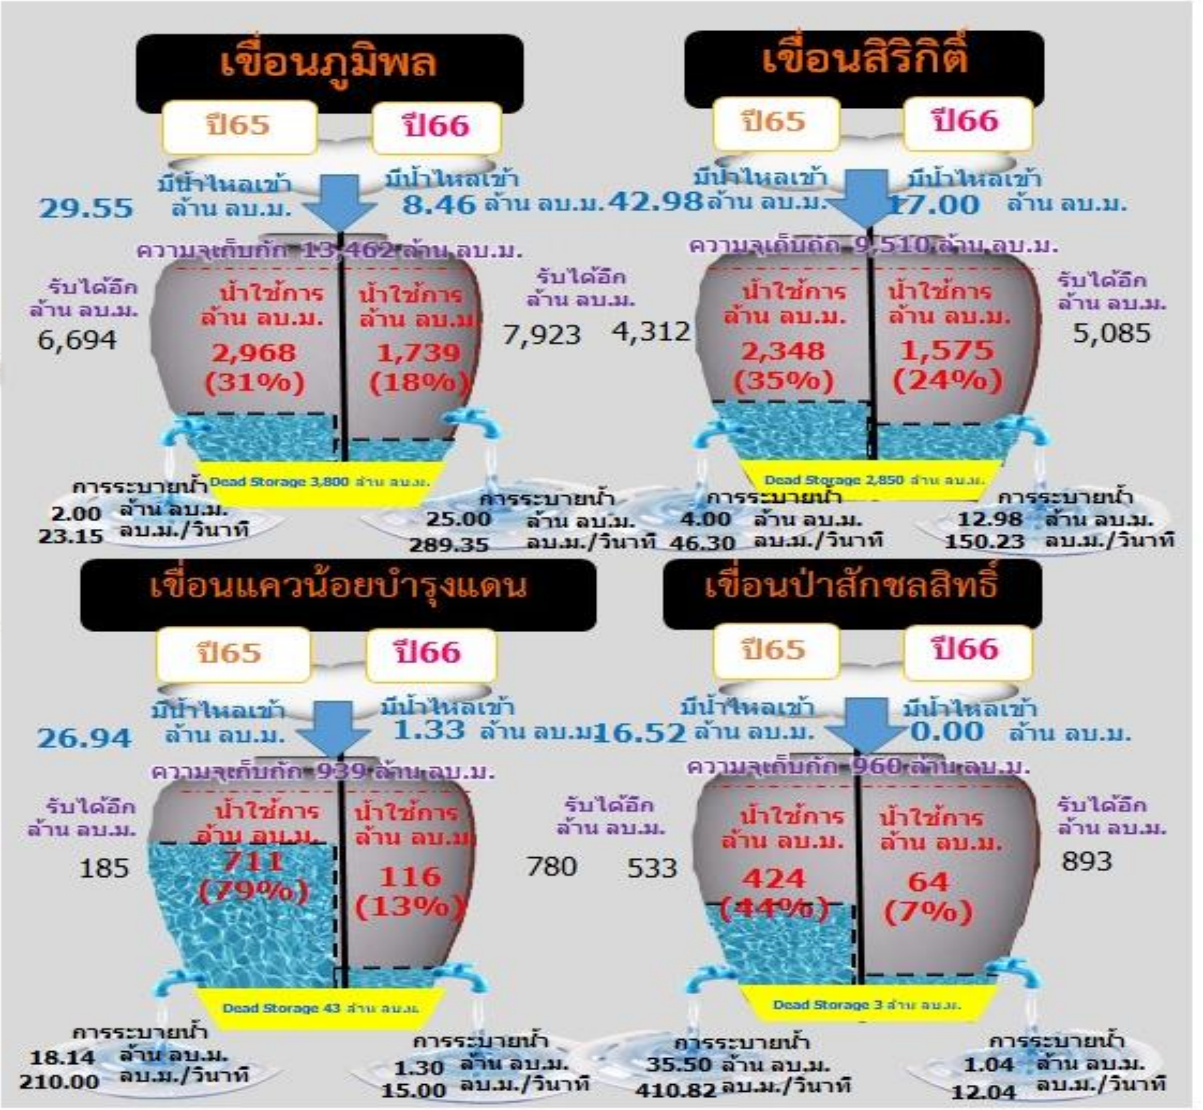 เขื่อนภูมิพล
ปี65 ปี66
29.55 มีน้ำไหลเข้า ล้าน ลบ.ม.
มีน้ำไหลเข้า 8.46 ล้าน ลบ.ม.
ความจุเก็บกัก 13,462 ล้าน ลบ.ม.
รับได้อีก ล้าน ลบ.ม. 6,694
น้ำใช้การ ล้าน ลบ.ม. 2,968 (31%)
น้ำใช้การ ล้าน ลบ.ม. 1,739 (18%)
รับได้อีก ล้าน ลบ.ม. 7,923
Dead Storage 3,800 ล้าน ลบ.ม.
การระบายน้ำ
2.00 ล้าน ลบ.ม.
23.15 ลบ.ม./วินาที
การระบายน้ำ
25.00 ล้าน ลบ.ม.
289.35 ลบ.ม./วินาที
เขื่อนสิริกิติ์
ปี65 ปี66
มีน้ำไหลเข้า 42.98 ล้าน ลบ.ม.
มีน้ำไหลเข้า 17.00 ล้าน ลบ.ม.
ความจุเก็บกัก 9,510 ล้าน ลบ.ม.
4,312
น้ำใช้การ ล้าน ลบ.ม. 2,348 (35%)
น้ำใช้การ ล้าน ลบ.ม. 1,575 (24%)
รับได้อีก ล้าน ลบ.ม. 5,085
Dead Storage 2,850 ล้าน ลบ.ม.
การระบายน้ำ
4.00 ล้าน ลบ.ม.
46.30 ลบ.ม./วินาที
การระบายน้ำ
12.98 ล้าน ลบ.ม.
150.23 ลบ.ม./วินาที
เขื่อนแควน้อยบำรุงแดน
ปี65 ปี66
26.94 มีน้ำไหลเข้า ล้าน ลบ.ม.
มีน้ำไหลเข้า 1.33 ล้าน ลบ.ม.
ความจุเก็บกัก 939 ล้าน ลบ.ม.
รับได้อีก ล้าน ลบ.ม. 185
น้ำใช้การ ล้าน ลบ.ม. 711 (79%)
น้ำใช้การ ล้าน ลบ.ม. 116 (13%)
รับได้อีก ล้าน ลบ.ม. 780
Dead Storage 43 ล้าน ลบ.ม.
การระบายน้ำ
18.14 ล้าน ลบ.ม.
210.00 ลบ.ม./วินาที
การระบายน้ำ
1.30 ล้าน ลบ.ม.
15.00 ลบ.ม./วินาที
เขื่อนป่าสักชลสิทธิ์
ปี65 ปี66
มีน้ำไหลเข้า 16.52 ล้าน ลบ.ม.
มีน้ำไหลเข้า 0.00 ล้าน ลบ.ม.
ความจุเก็บกัก 960 ล้าน ลบ.ม.
533
น้ำใช้การ ล้าน ลบ.ม. 424 (44%)
น้ำใช้การ ล้าน ลบ.ม. 64 (7%)
รับได้อีก ล้าน ลบ.ม. 893
Dead Storage 3 ล้าน ลบ.ม.
การระบายน้ำ
35.50 ล้าน ลบ.ม.
410.82 ลบ.ม./วินาที
การระบายน้ำ
1.04 ล้าน ลบ.ม.
12.04 ลบ.ม./วินาที